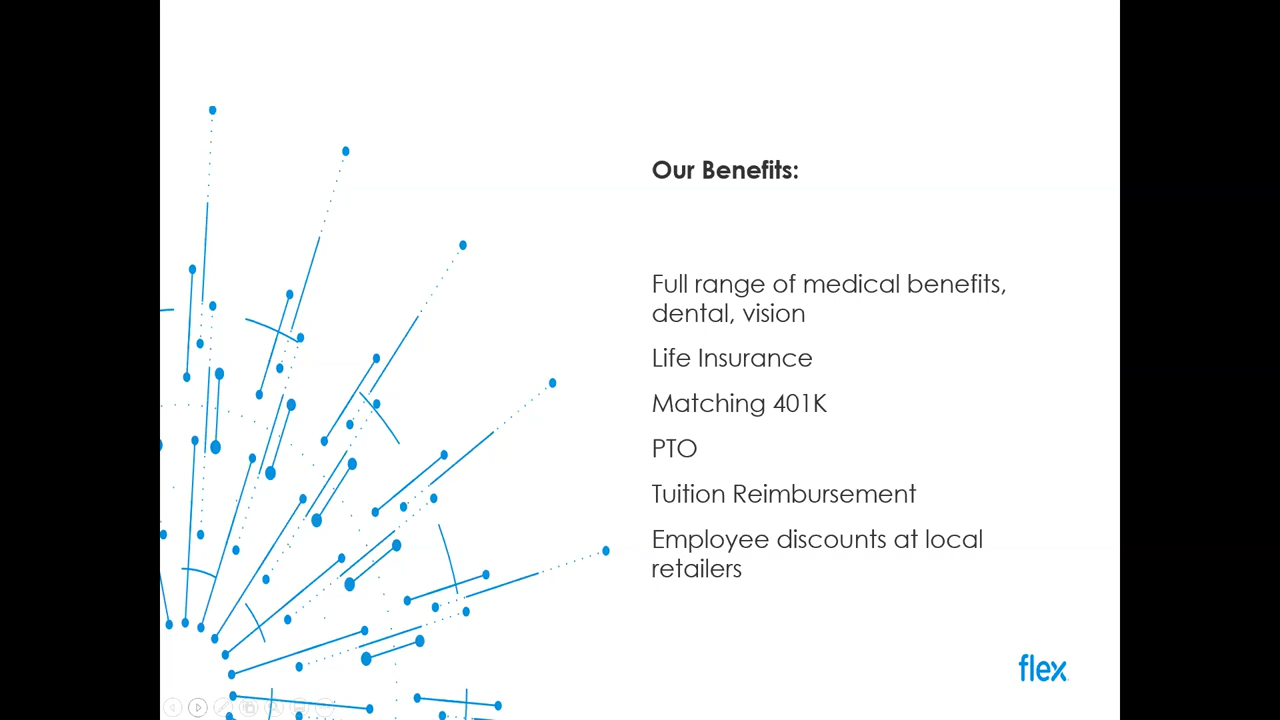 Our Benefits:
Full range of medical benefits,
dental, vision
Life Insurance
Matching 401K
PTO
Tuition Reimbursement
Employee discounts at local
retailers
flex